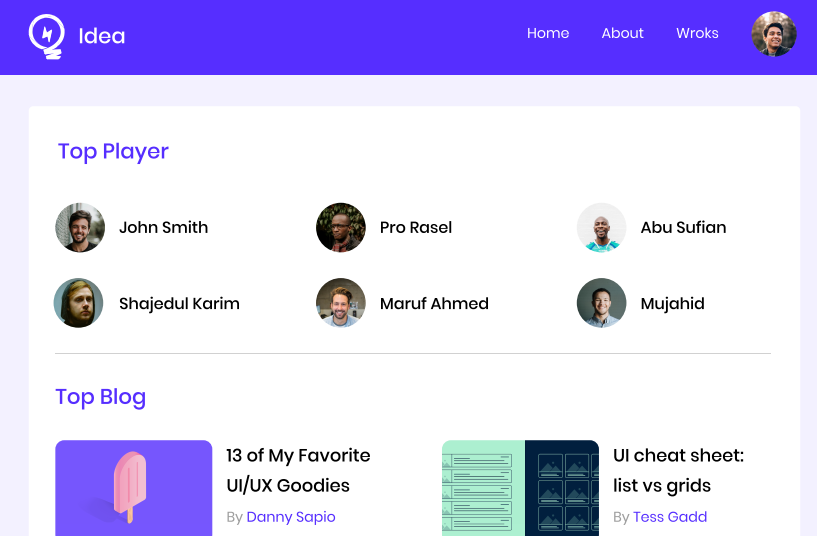 Idea
Home About Wroks
Top Player
John Smith Pro Rasel Abu Sufian
Shajedul Karim Maruf Ahmed Mujahid
Top Blog
13 of My Favorite
UI/UX Goodies
By Danny Sapio
UI cheat sheet:
list vs grids
By Tess Gadd